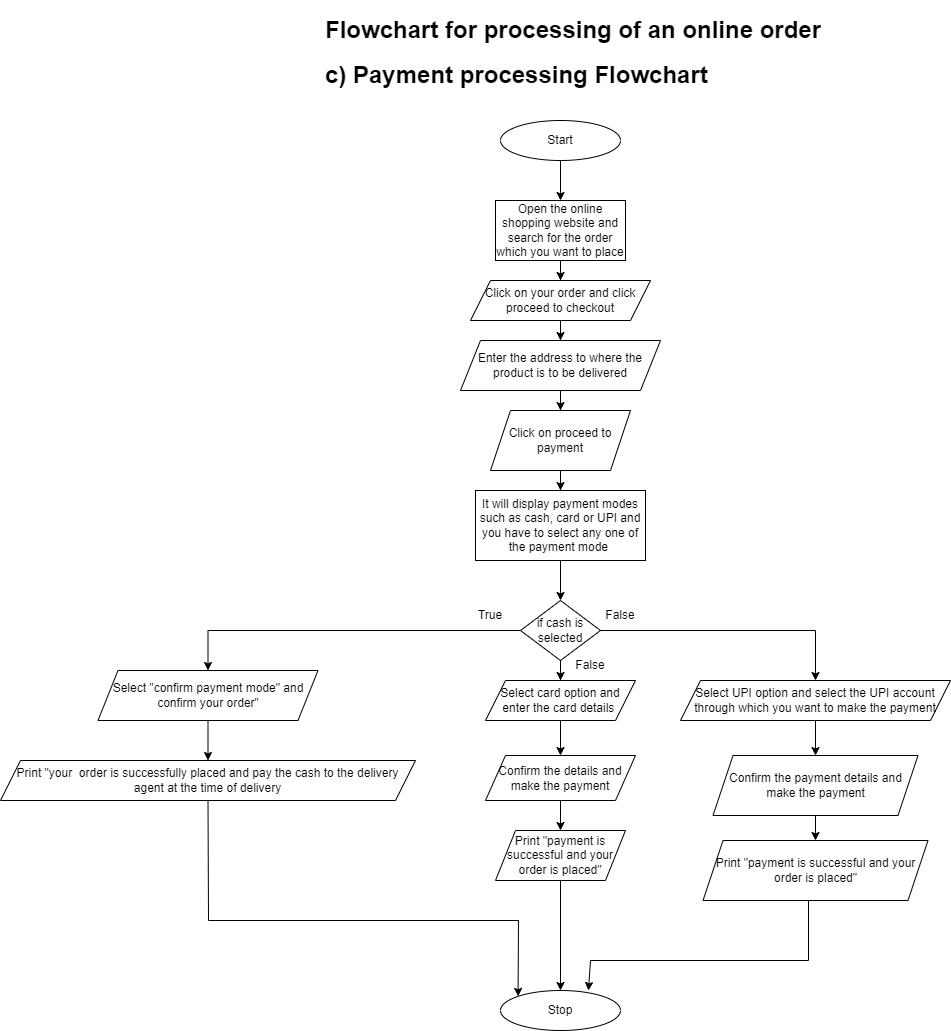 Flowchart for processing of an online order
c) Payment processing Flowchart
Start
Open the online
shopping website and
search for the order
which you want to place
Click on your order and click
proceed to checkout
Enter the address to where the
product is to be delivered
Click on proceed to
payment
It will display payment modes
such as cash, card or UPI and
you have to select any one of
the payment mode
True
if cash is
selected
False
False
Select "confirm payment mode" and
confirm your order"
Select card option and
enter the card details
Select UPI option and select the UPI account
through which you want to make the payment
Print "your  order is successfully placed and pay the cash to the delivery
agent at the time of delivery
Confirm the details and
make the payment
Confirm the payment details and
make the payment
Print "payment is
successful and your
order is placed"
Print "payment is successful and your
order is placed"
Stop